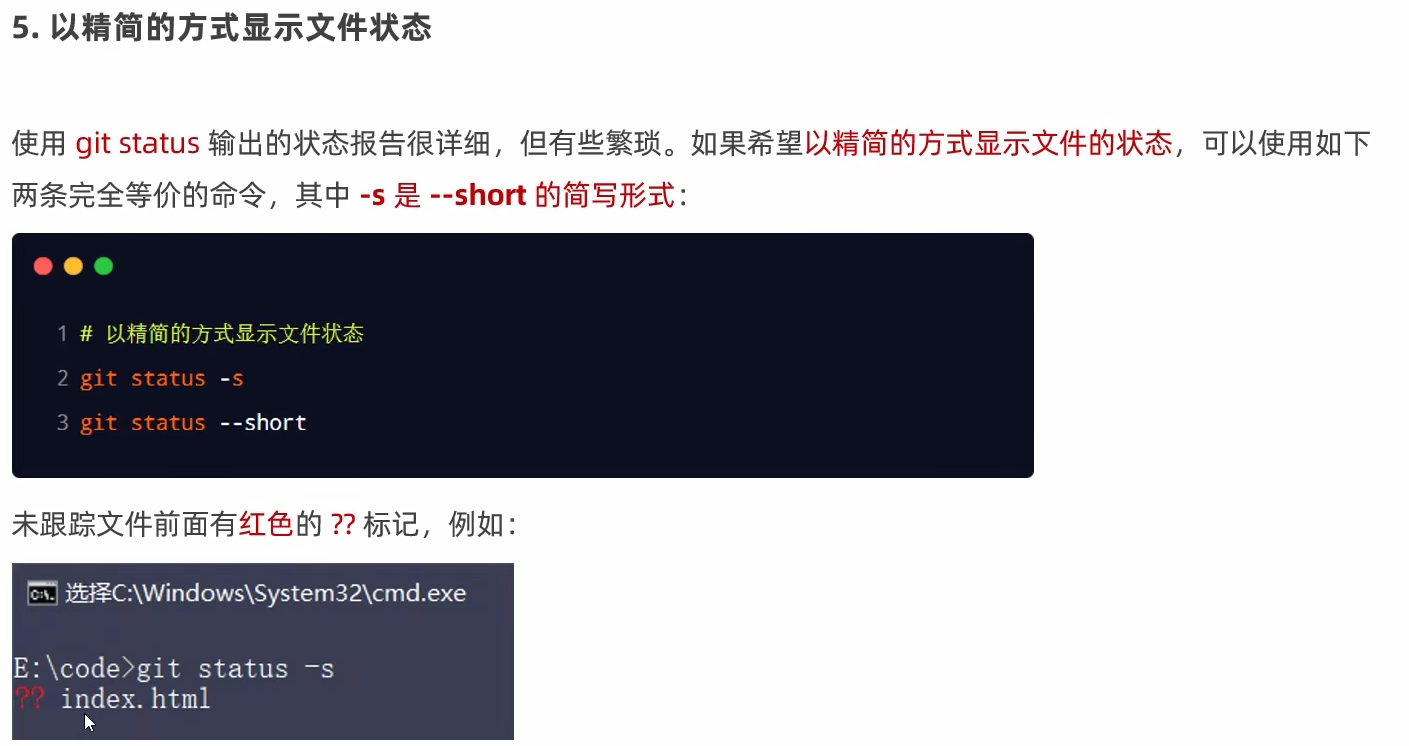 5. 以精简的方式显示文件状态
使用 git status 输出的状态报告很详细，但有些繁琐。如果希望以精简的方式显示文件的状态，可以使用如下
两条完全等价的命令，其中 -s 是 --short 的简写形式：
1 # 以精简的方式显示文件状态
2 git status -s
3 git status --short
未跟踪文件前面有红色的 ?? 标记，例如：
C:\. 选择C:\Windows\System32\cmd.exe
E:\code>git status -s
?? index.html